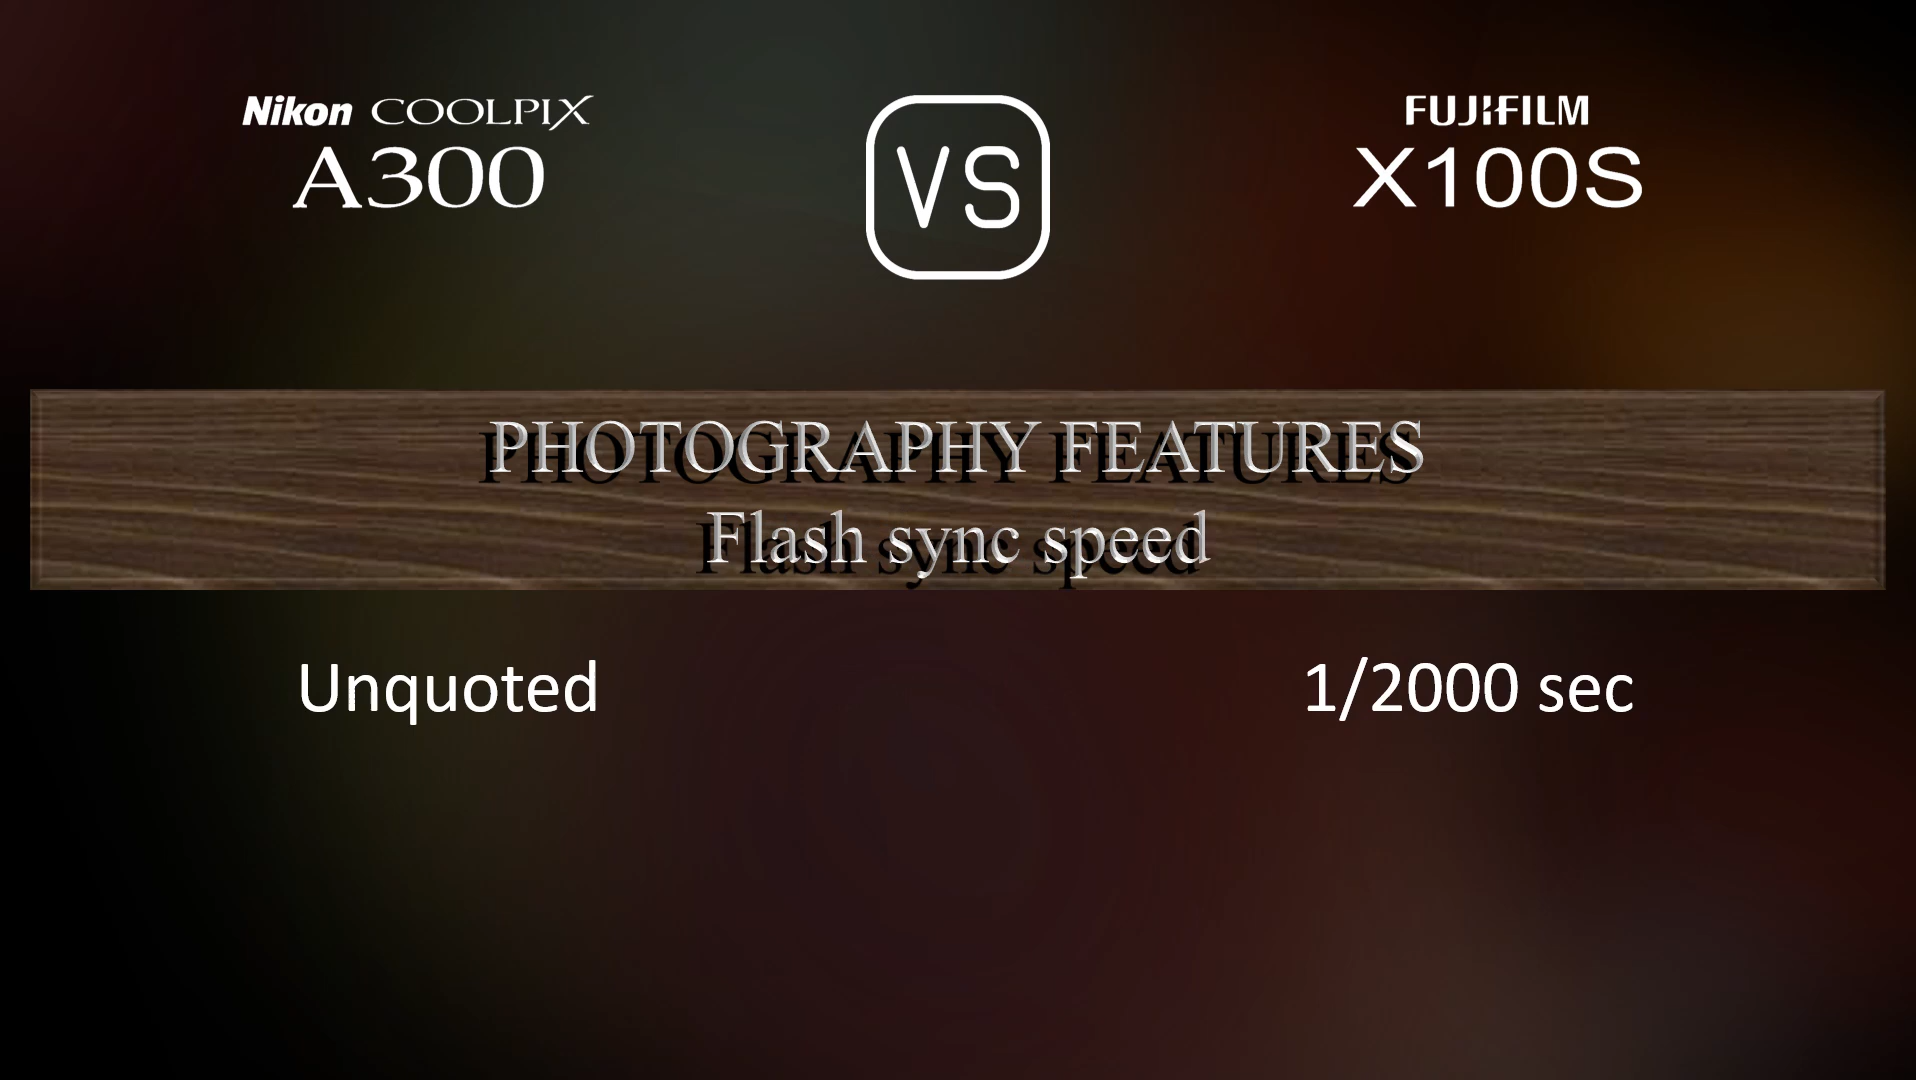 Nikon COOLPIX
A300
VS
FUJIFILM
X100S
PHOTOGRAPHY FEATURES
Flash sync speed
Unquoted
1/2000 sec